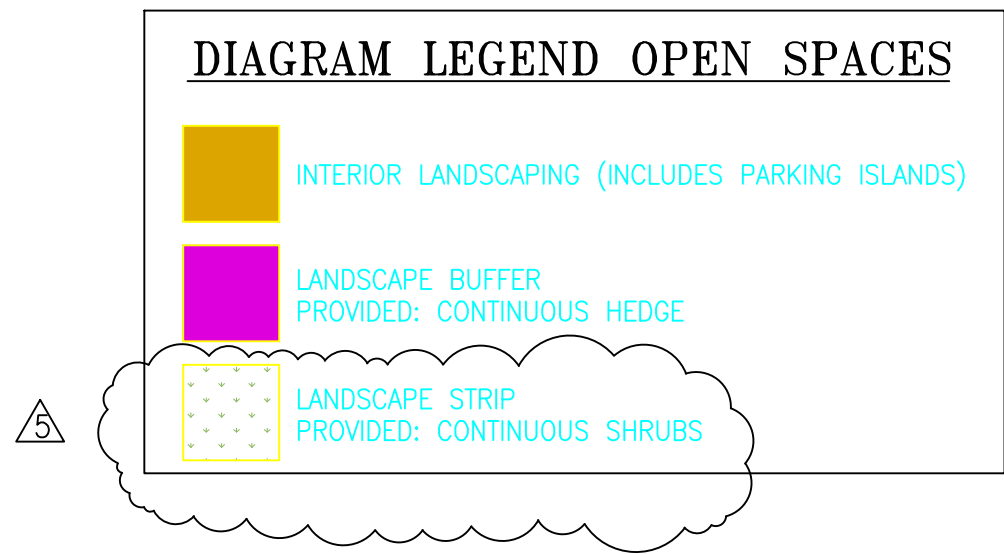 DIAGRAM LEGEND OPEN SPACES
INTERIOR LANDSCAPING (INCLUDES PARKING ISLANDS)
LANDSCAPE BUFFER
PROVIDED: CONTINUOUS HEDGE
LANDSCAPE STRIP
PROVIDED: CONTINUOUS SHRUBS
5